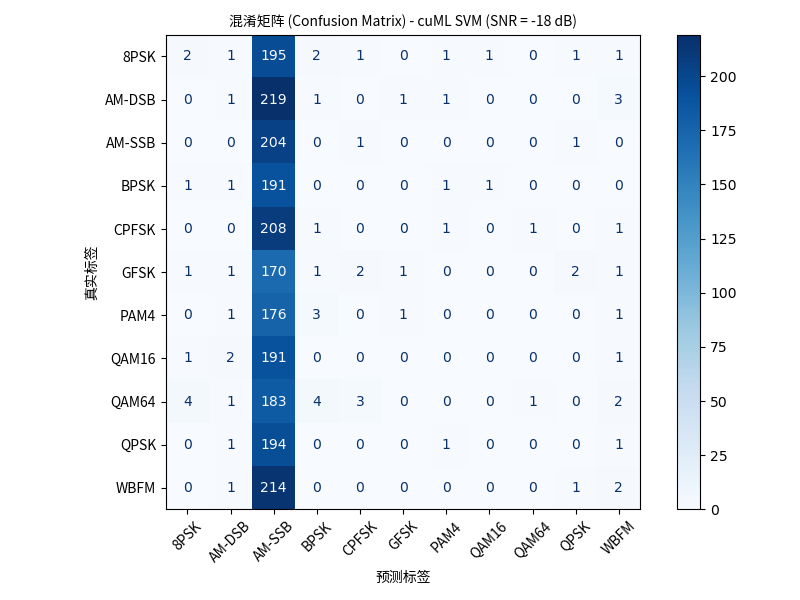 混淆矩阵 (Confusion Matrix) - cuML SVM (SNR = -18 dB)
真实标签
8PSK 2 1 195 2 1 0 1 1 0 1 1
AM-DSB 0 1 219 1 0 1 1 0 0 0 3
AM-SSB 0 0 204 0 1 0 0 0 0 1 0
BPSK 1 1 191 0 0 0 1 1 0 0 0
CPFSK 0 0 208 1 0 0 1 0 1 0 1
GFSK 1 1 170 1 2 1 0 0 0 2 1
PAM4 0 1 176 3 0 1 0 0 0 0 1
QAM16 1 2 191 0 0 0 0 0 0 0 1
QAM64 4 1 183 4 3 0 0 0 1 0 2
QPSK 0 1 194 0 0 0 1 0 0 0 1
WBFM 0 1 214 0 0 0 0 0 0 1 2
8PSK AM-DSB AM-SSB BPSK CPFSK GFSK PAM4 QAM16 QAM64 QPSK WBFM
预测标签
200
175
150
125
100
75
50
25
0